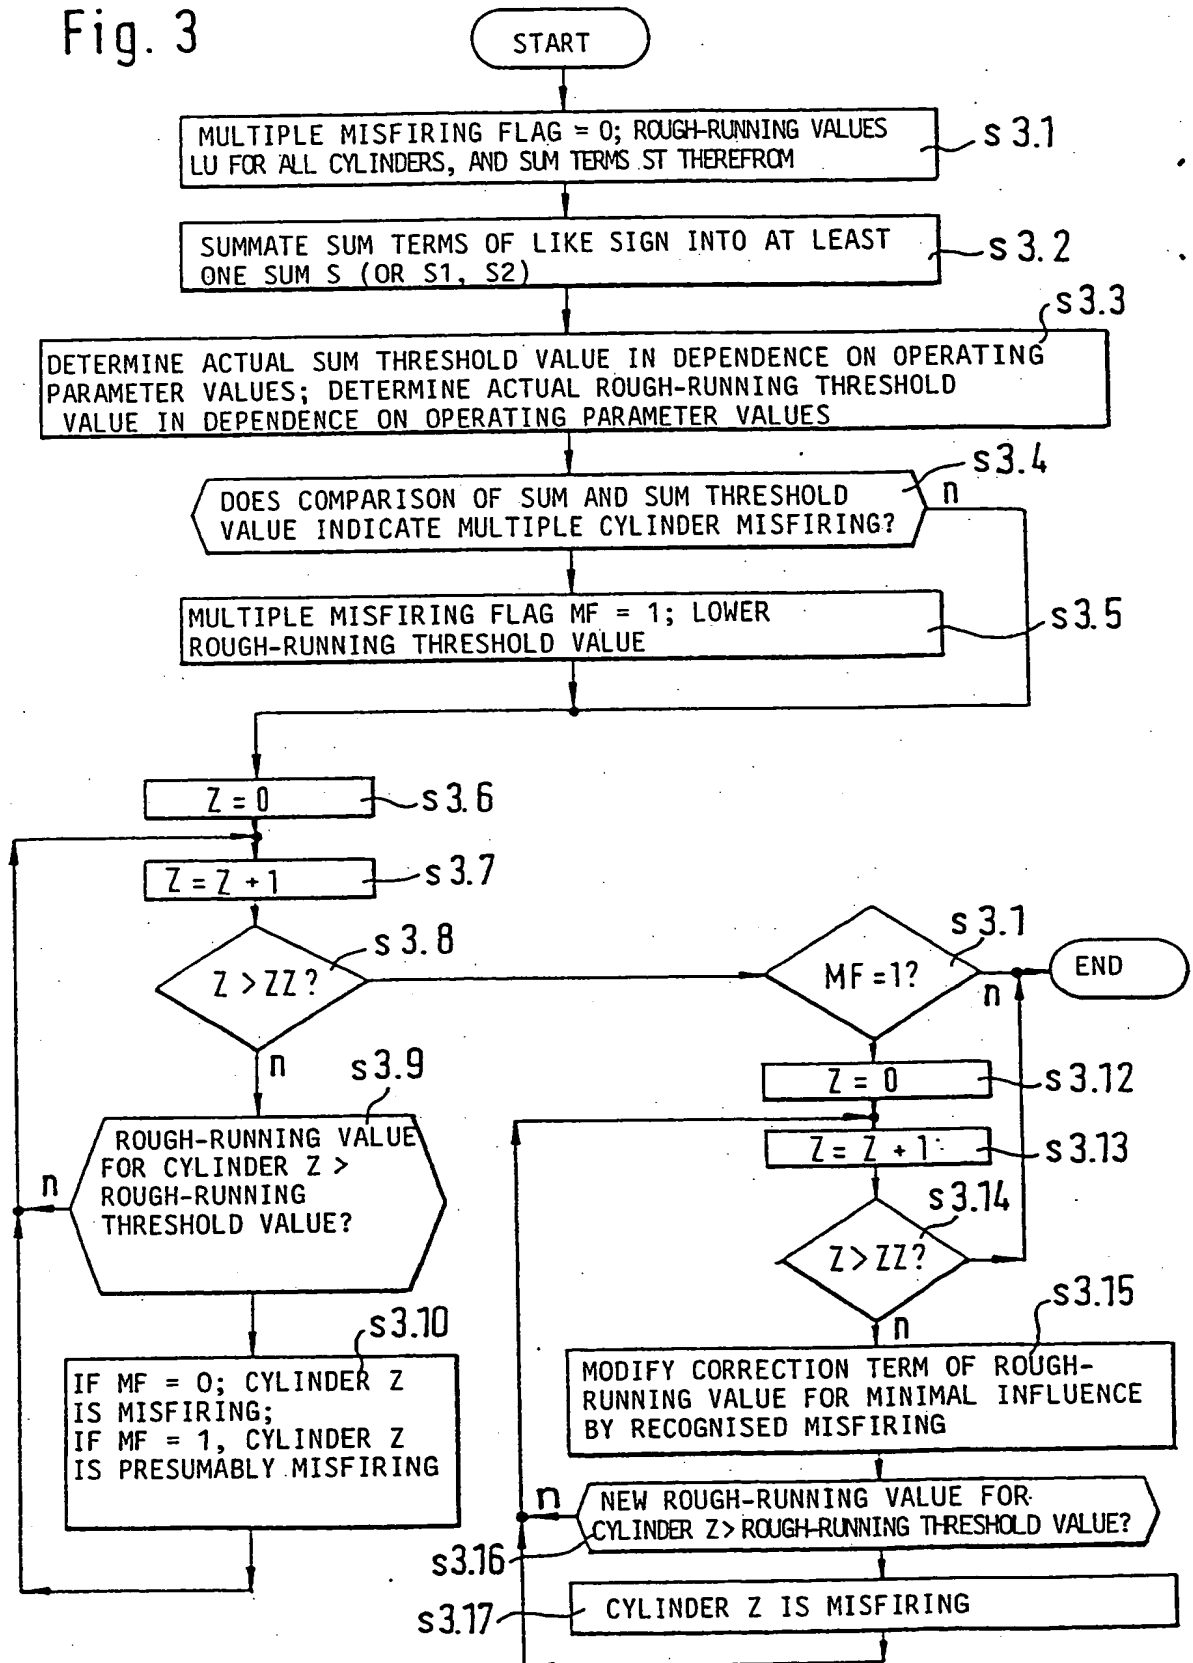 Fig. 3
START
MULTIPLE MISFIRING FLAG = 0; ROUGH-RUNNING VALUES
LU FOR ALL CYLINDERS, AND SUM TERMS ST THEREFROM
s 3.1
SUMMATE SUM TERMS OF LIKE SIGN INTO AT LEAST
ONE SUM S (OR S1, S2)
s 3.2
s 3.3
DETERMINE ACTUAL SUM THRESHOLD VALUE IN DEPENDENCE ON OPERATING
PARAMETER VALUES; DETERMINE ACTUAL ROUGH-RUNNING THRESHOLD
VALUE IN DEPENDENCE ON OPERATING PARAMETER VALUES
s 3.4
DOES COMPARISON OF SUM AND SUM THRESHOLD
VALUE INDICATE MULTIPLE CYLINDER MISFIRING?
n
MULTIPLE MISFIRING FLAG MF = 1; LOWER
ROUGH-RUNNING THRESHOLD VALUE
s 3.5
Z = 0
s 3.6
Z = Z + 1
s 3.7
Z > ZZ?
s 3.8
n
s 3.9
ROUGH-RUNNING VALUE
FOR CYLINDER Z >
ROUGH-RUNNING
THRESHOLD VALUE?
n
s 3.10
IF MF = 0; CYLINDER Z
IS MISFIRING;
IF MF = 1, CYLINDER Z
IS PRESUMABLY MISFIRING
s 3.1
MF = 1?
n
END
Z = 0
s 3.12
Z = Z + 1
s 3.13
s 3.14
Z > ZZ?
n
s 3.15
MODIFY CORRECTION TERM OF ROUGH-
RUNNING VALUE FOR MINIMAL INFLUENCE
BY RECOGNISED MISFIRING
n
NEW ROUGH-RUNNING VALUE FOR
CYLINDER Z > ROUGH-RUNNING THRESHOLD VALUE?
s 3.16
CYLINDER Z IS MISFIRING
s 3.17